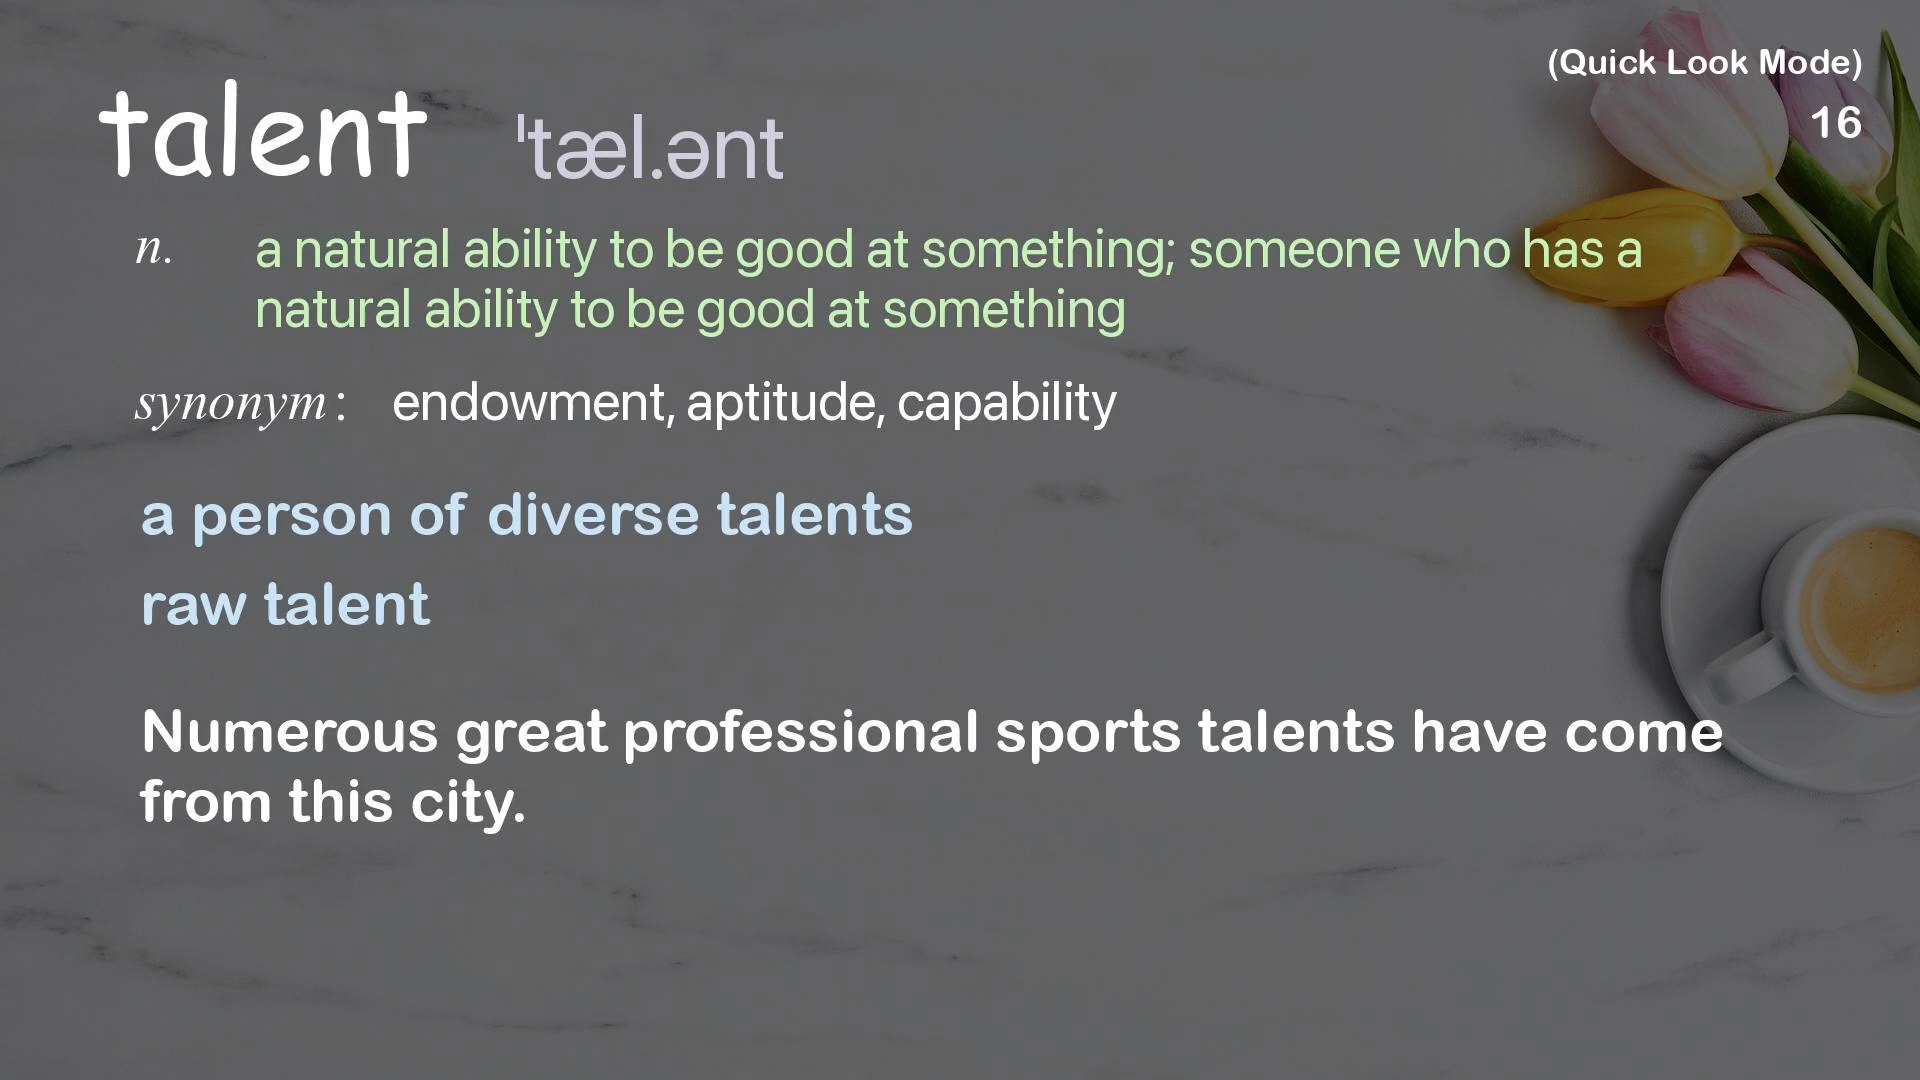 (Quick Look Mode)
16
talent ˈtæl.ənt
n. a natural ability to be good at something; someone who has a
natural ability to be good at something
synonym: endowment, aptitude, capability
a person of diverse talents
raw talent
Numerous great professional sports talents have come
from this city.